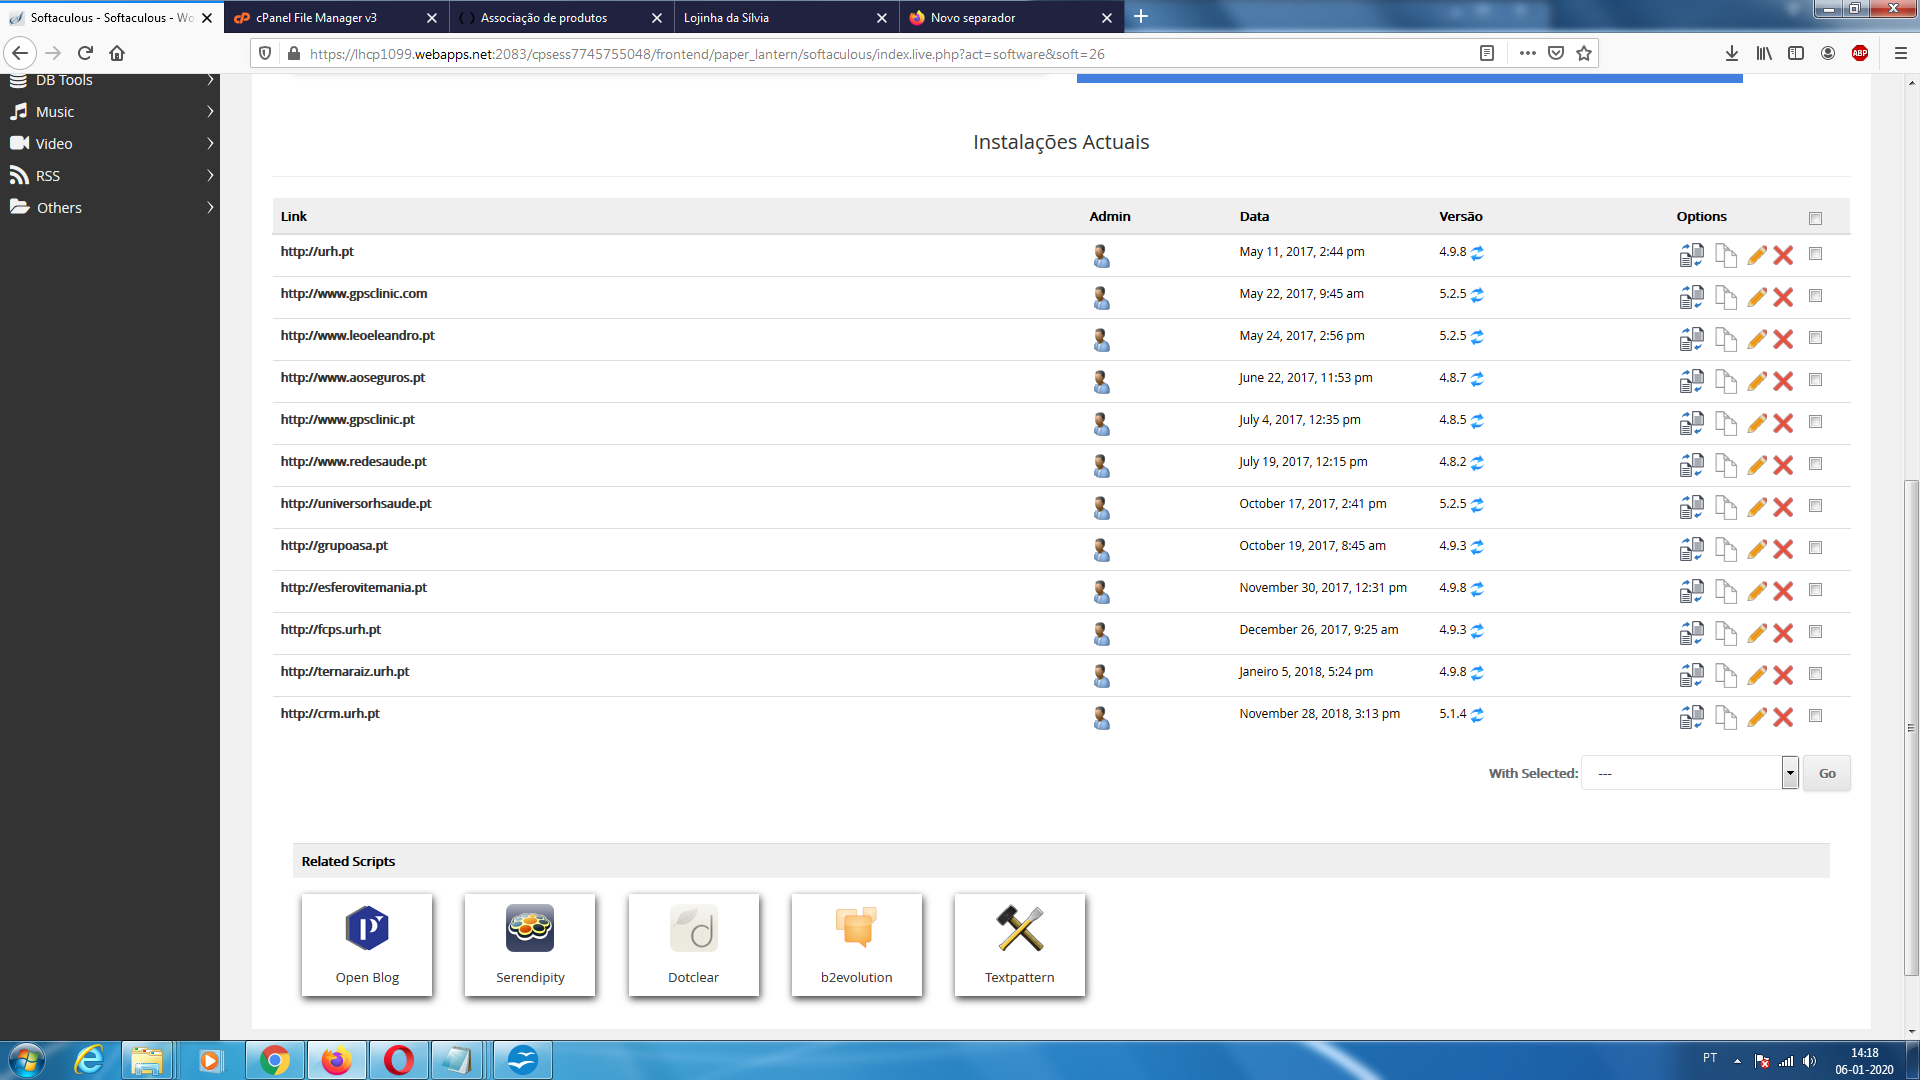 Softaculous - Softaculous - Wo
cPanel File Manager v3
Associação de produtos
Lojinha da Sílvia
Novo separador
https://lhcp1099.webapps.net:2083/cpsess7745755048/frontend/paper_lantern/softaculous/index.live.php?act=software&soft=26
ABP
DB Tools
Music
Video
RSS
Others
Instalações Actuais
Link Admin Data Versão Options
http://urh.pt May 11, 2017, 2:44 pm 4.9.8
http://www.gpsclinic.com May 22, 2017, 9:45 am 5.2.5
http://www.leoeleandro.pt May 24, 2017, 2:56 pm 5.2.5
http://www.aoseguros.pt June 22, 2017, 11:53 pm 4.8.7
http://www.gpsclinic.pt July 4, 2017, 12:35 pm 4.8.5
http://www.redesaude.pt July 19, 2017, 12:15 pm 4.8.2
http://universorhsaude.pt October 17, 2017, 2:41 pm 5.2.5
http://grupoasa.pt October 19, 2017, 8:45 am 4.9.3
http://esferovitemania.pt November 30, 2017, 12:31 pm 4.9.8
http://fcps.urh.pt December 26, 2017, 9:25 am 4.9.3
http://ternaraiz.urh.pt Janeiro 5, 2018, 5:24 pm 4.9.8
http://crm.urh.pt November 28, 2018, 3:13 pm 5.1.4
With Selected: --- Go
Related Scripts
Open Blog
Serendipity
Dotclear
b2evolution
Textpattern
PT
14:18
06-01-2020